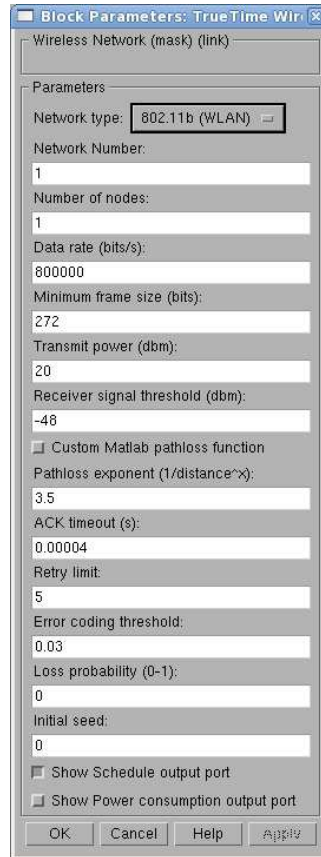 Block Parameters: TrueTime Wir
Wireless Network (mask) (link)
Parameters
Network type: 802.11b (WLAN)
Network Number:
1
Number of nodes:
1
Data rate (bits/s):
800000
Minimum frame size (bits):
272
Transmit power (dbm):
20
Receiver signal threshold (dbm):
-48
Custom Matlab pathloss function
Pathloss exponent (1/distance^x):
3.5
ACK timeout (s):
0.00004
Retry limit:
5
Error coding threshold:
0.03
Loss probability (0-1):
0
Initial seed:
0
Show Schedule output port
Show Power consumption output port
OK Cancel Help Apply